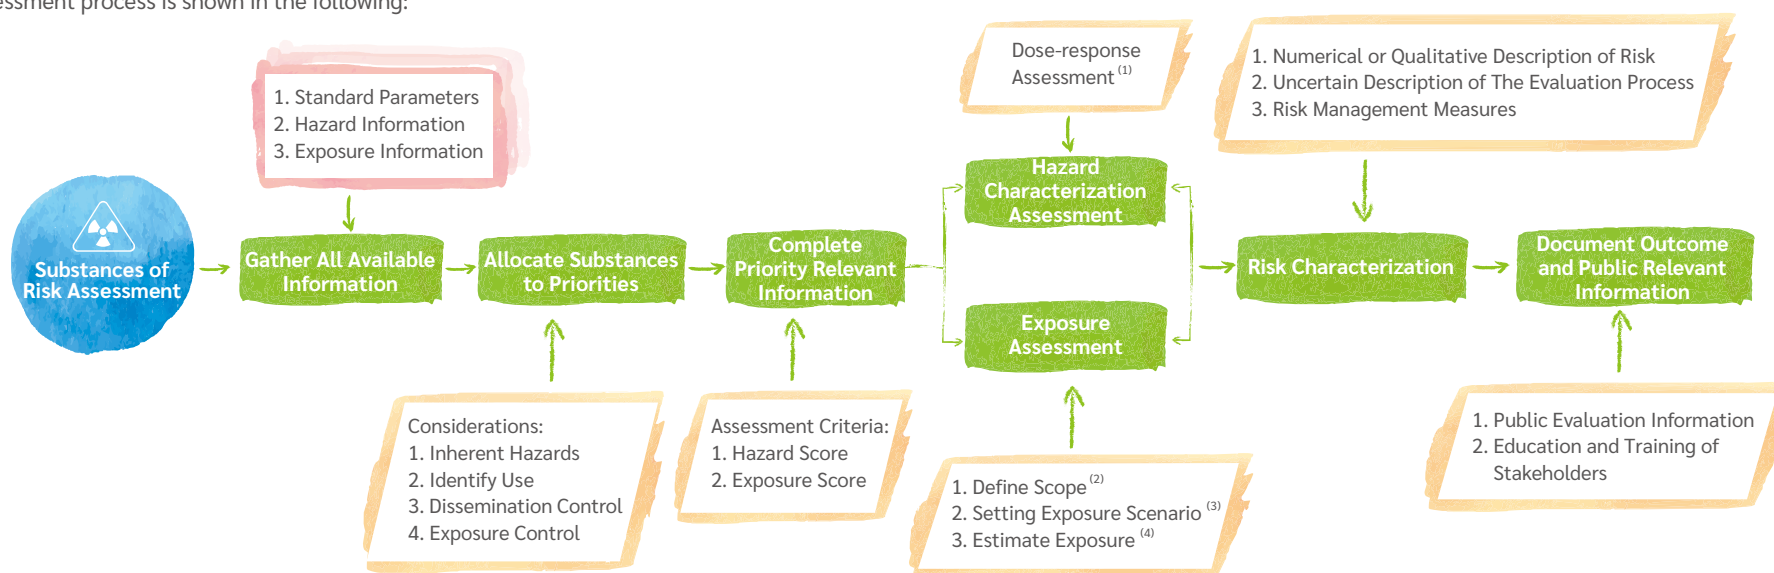 essment process is shown in the following:
1. Standard Parameters
2. Hazard Information
3. Exposure Information
Dose-response
Assessment (1)
1. Numerical or Qualitative Description of Risk
2. Uncertain Description of The Evaluation Process
3. Risk Management Measures
Substances of
Risk Assessment
Gather All Available
Information
Allocate Substances
to Priorities
Complete
Priority Relevant
Information
Hazard
Characterization
Assessment
Exposure
Assessment
Risk Characterization
Document Outcome
and Public Relevant
Information
Considerations:
1. Inherent Hazards
2. Identify Use
3. Dissemination Control
4. Exposure Control
Assessment Criteria:
1. Hazard Score
2. Exposure Score
1. Define Scope (2)
2. Setting Exposure Scenario (3)
3. Estimate Exposure (4)
1. Public Evaluation Information
2. Education and Training of
Stakeholders